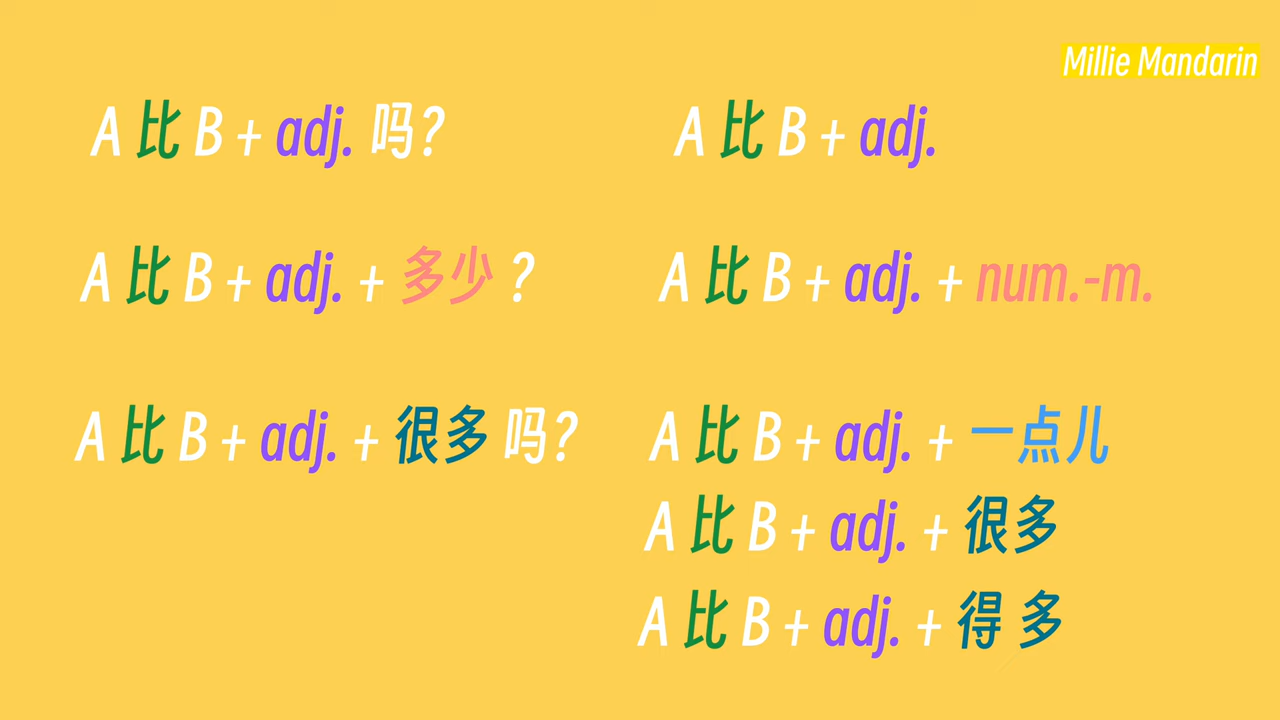 Millie Mandarin
A 比 B + adj. 吗?
A 比 B + adj.
A 比 B + adj. + 多少 ?
A 比 B + adj. + num.-m.
A 比 B + adj. + 很多 吗?
A 比 B + adj. + 一点儿
A 比 B + adj. + 很多
A 比 B + adj. + 得 多